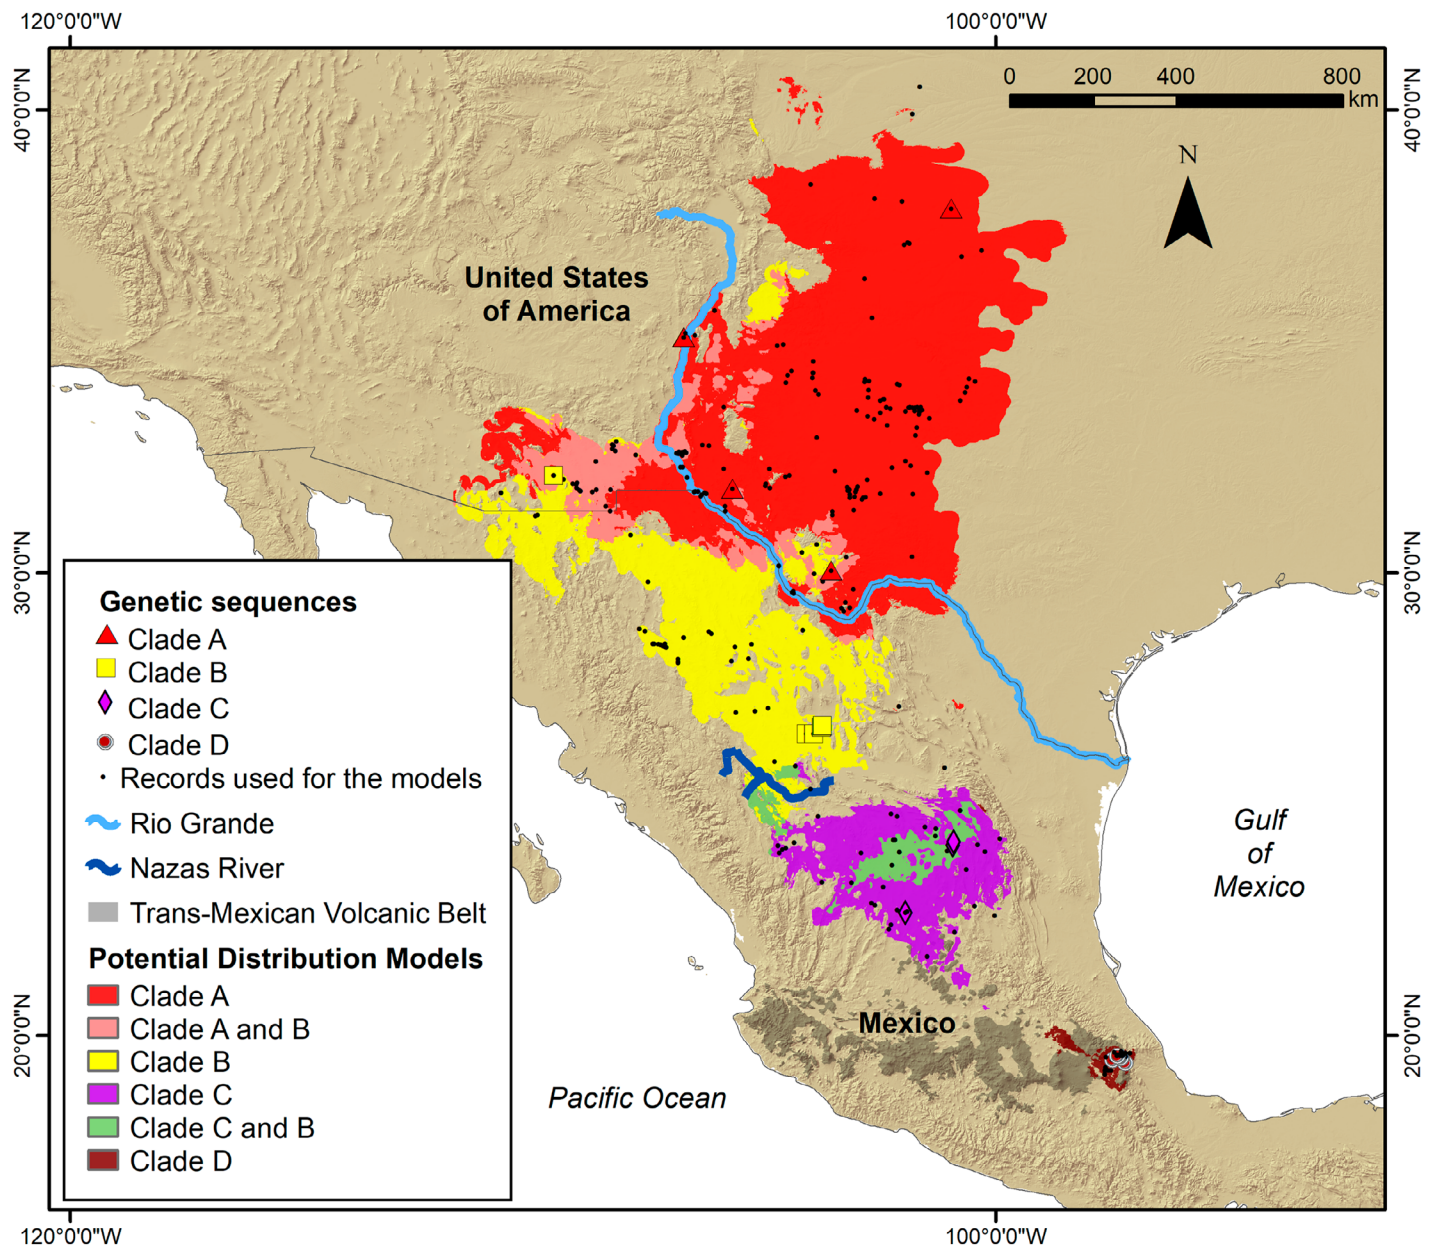 120°0'0"W
100°0'0"W
0
200
400
800
km
40°0'0"N
40°0'0"N
N
United States
of America
30°0'0"N
30°0'0"N
Genetic sequences
Clade A
Clade B
Clade C
Clade D
Records used for the models
Rio Grande
Nazas River
Trans-Mexican Volcanic Belt
Potential Distribution Models
Clade A
Clade A and B
Clade B
Clade C
Clade C and B
Clade D
Gulf
of
Mexico
Mexico
20°0'0"N
20°0'0"N
Pacific Ocean
120°0'0"W
100°0'0"W